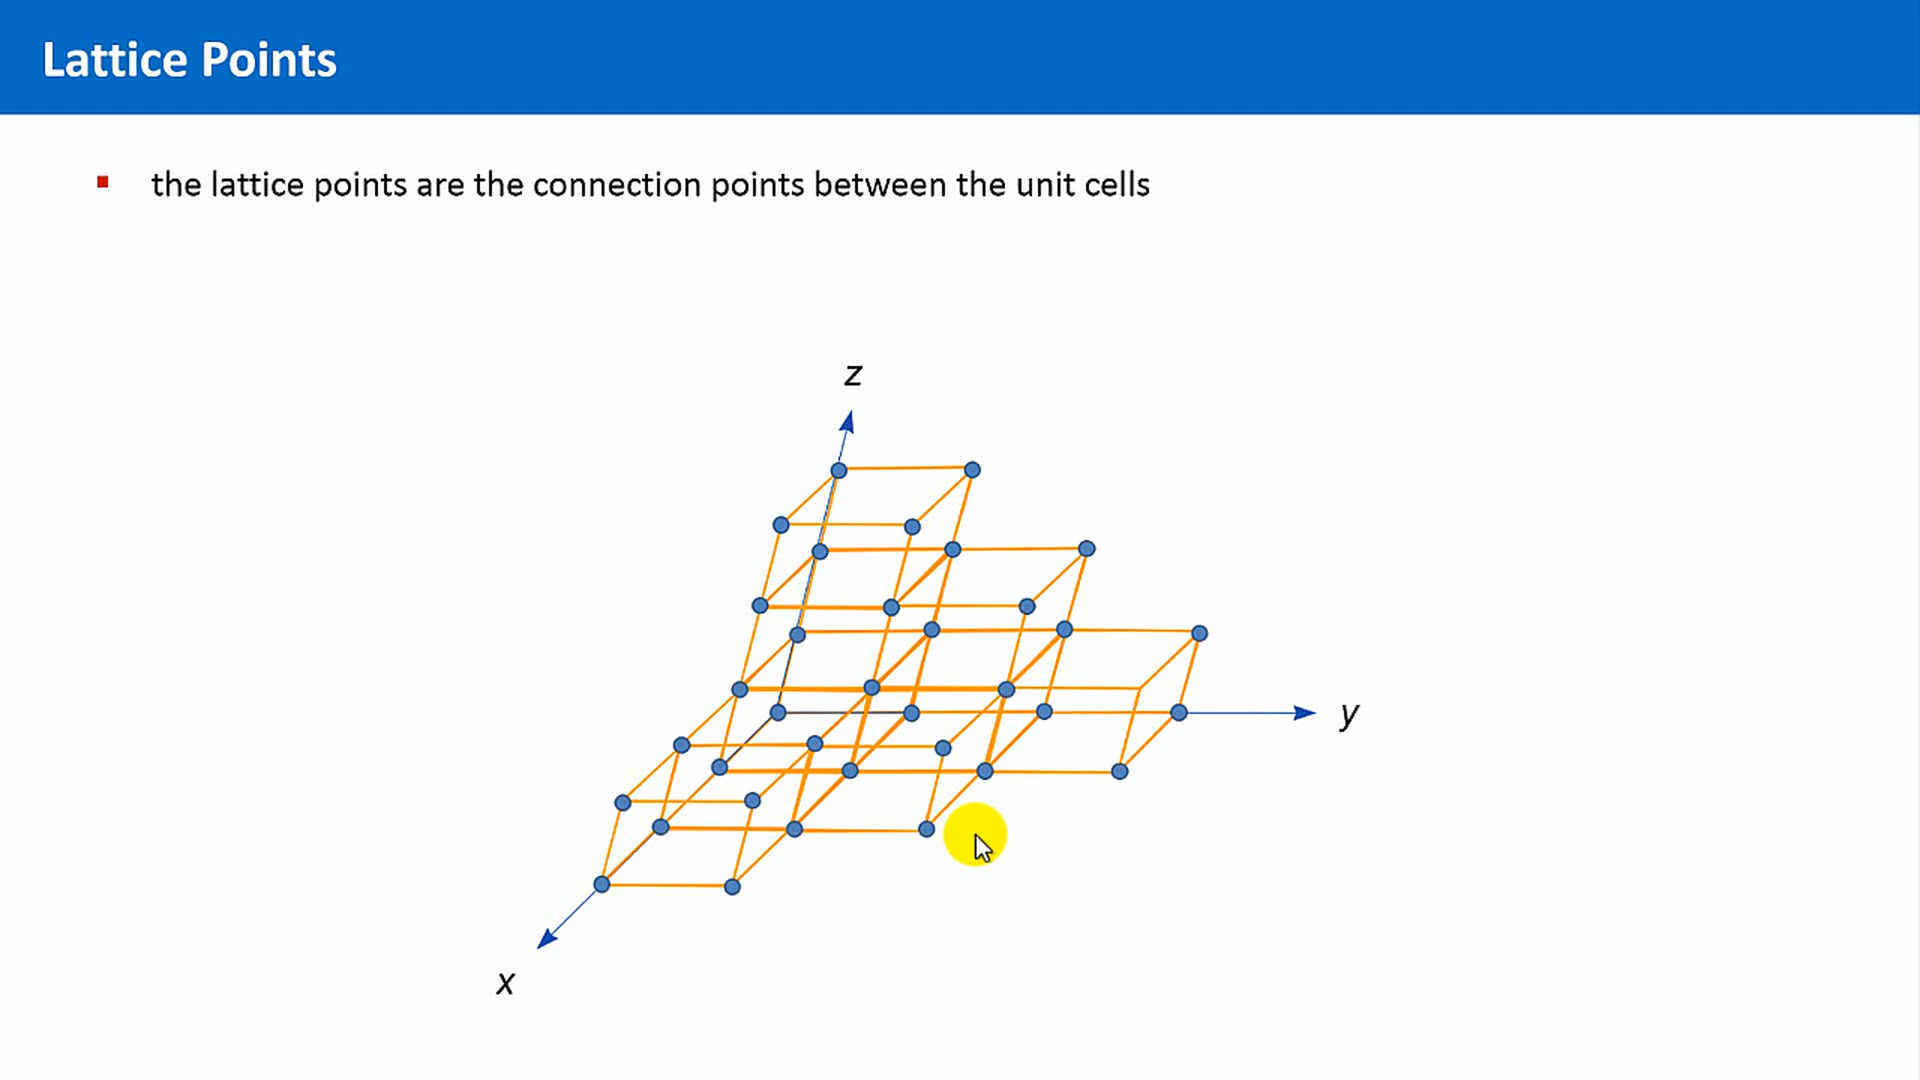 Lattice Points
the lattice points are the connection points between the unit cells
z
y
x